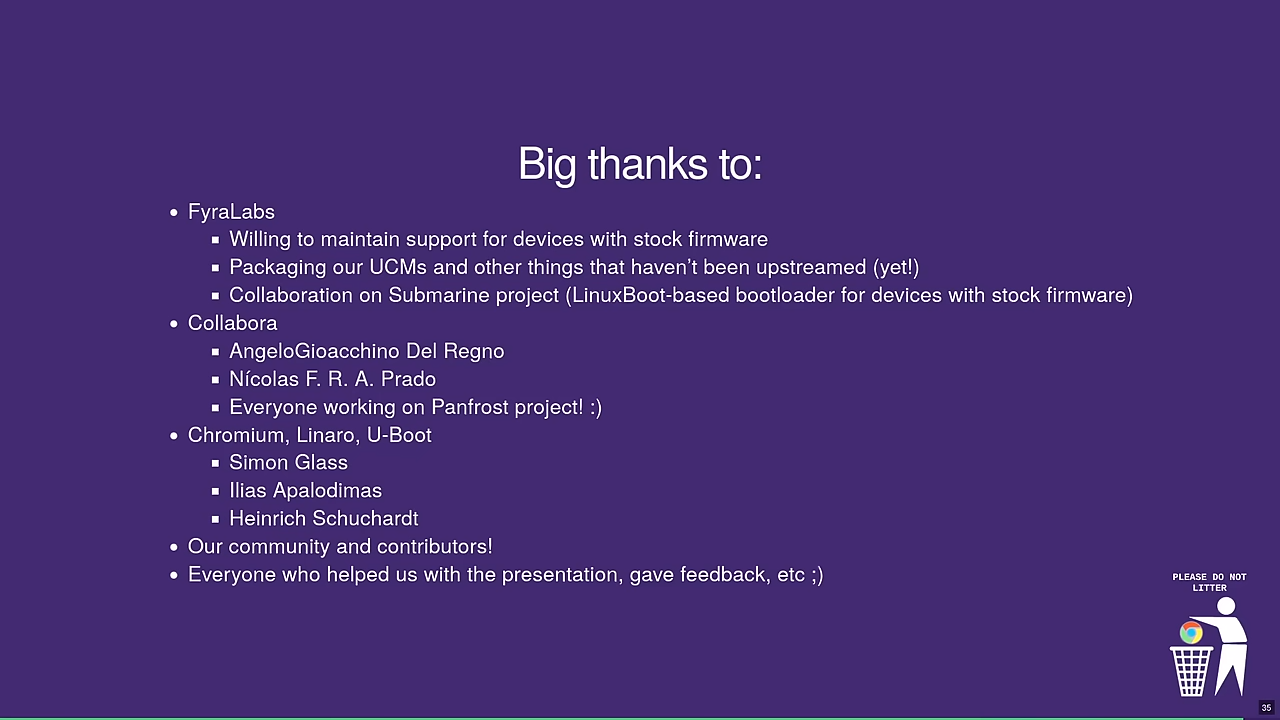 Big thanks to:
FyraLabs
Willing to maintain support for devices with stock firmware
Packaging our UCMs and other things that haven’t been upstreamed (yet!)
Collaboration on Submarine project (LinuxBoot-based bootloader for devices with stock firmware)
Collabora
AngeloGioacchino Del Regno
Nícolas F. R. A. Prado
Everyone working on Panfrost project! :)
Chromium, Linaro, U-Boot
Simon Glass
Ilias Apalodimas
Heinrich Schuchardt
Our community and contributors!
Everyone who helped us with the presentation, gave feedback, etc ;)
PLEASE DO NOT
LITTER
35